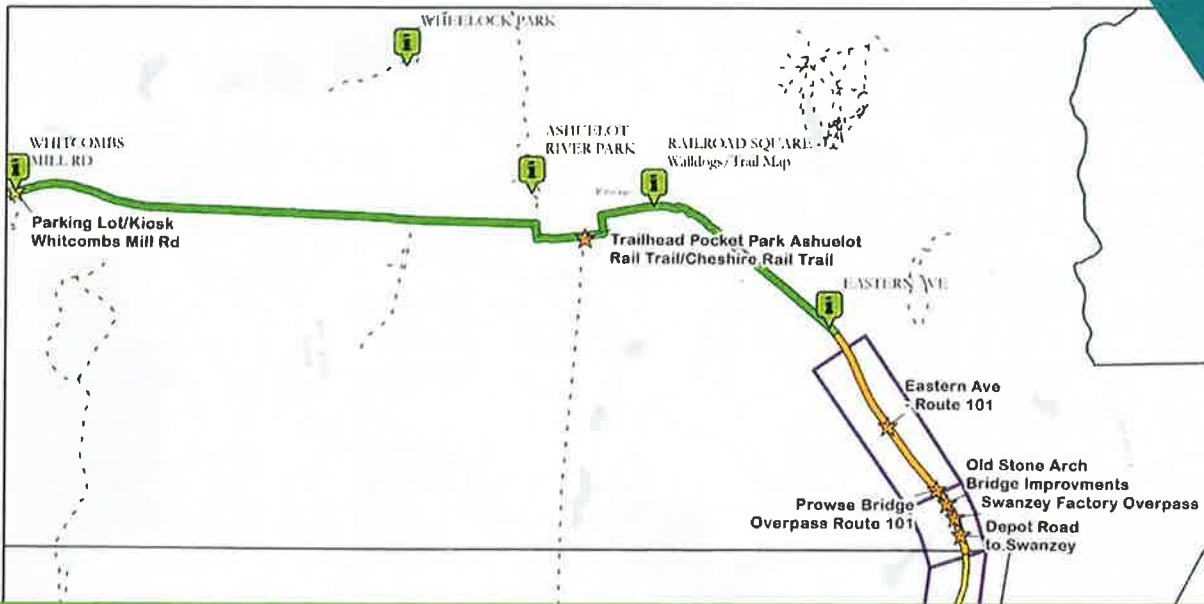 WHEELOCK PARK
WHITCOMBS
MILL RD
ASHUELOT
RIVER PARK
RAILROAD SQUARE
Walldogs/Trail Map
Parking Lot/Kiosk
Whitcombs Mill Rd
Trailhead Pocket Park Ashuelot
Rail Trail/Cheshire Rail Trail
EASTERN AVE
Eastern Ave
- Route 101
Old Stone Arch
Bridge Improvments
Prowse Bridge
Overpass Route 101
Swanzey Factory Overpass
Depot Road
to Swanzey